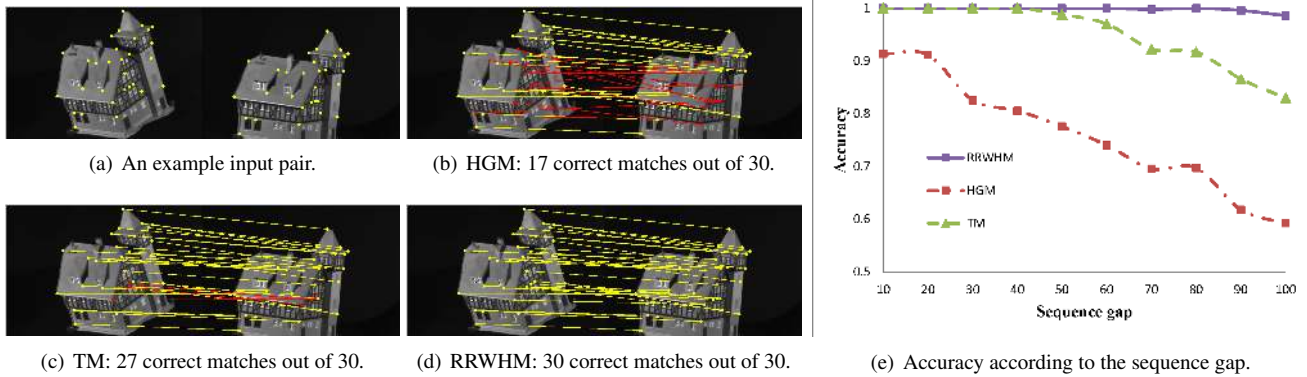 (a) An example input pair.
(b) HGM: 17 correct matches out of 30.
(c) TM: 27 correct matches out of 30.
(d) RRWHM: 30 correct matches out of 30.
1
0.9
0.8
0.7
0.6
0.5
Accuracy
RRWHM
HGM
TM
10 20 30 40 50 60 70 80 90 100
Sequence gap
(e) Accuracy according to the sequence gap.